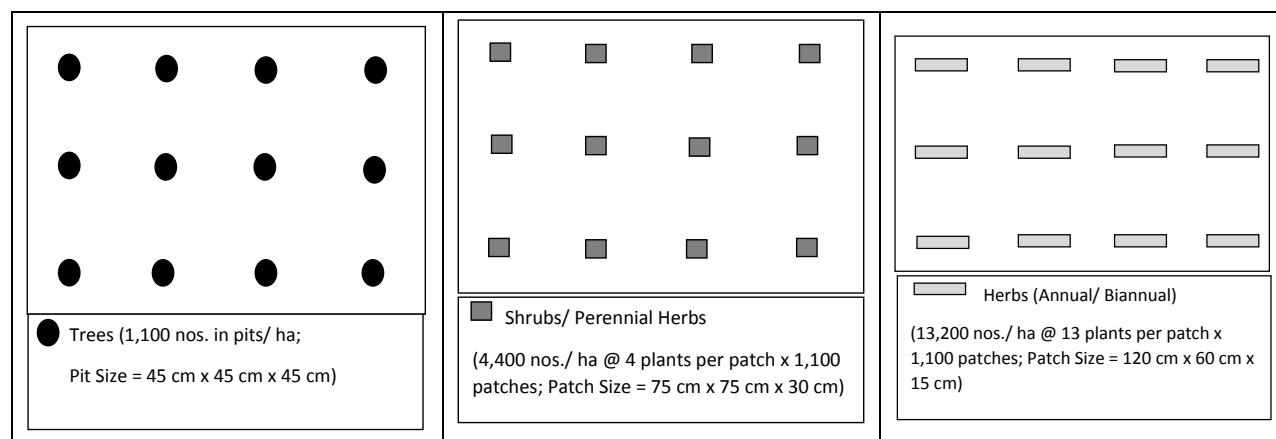 Trees (1,100 nos. in pits/ ha;
Pit Size = 45 cm x 45 cm x 45 cm)
Shrubs/ Perennial Herbs
(4,400 nos./ ha @ 4 plants per patch x 1,100
patches; Patch Size = 75 cm x 75 cm x 30 cm)
Herbs (Annual/ Biannual)
(13,200 nos./ ha @ 13 plants per patch x
1,100 patches; Patch Size = 120 cm x 60 cm x
15 cm)